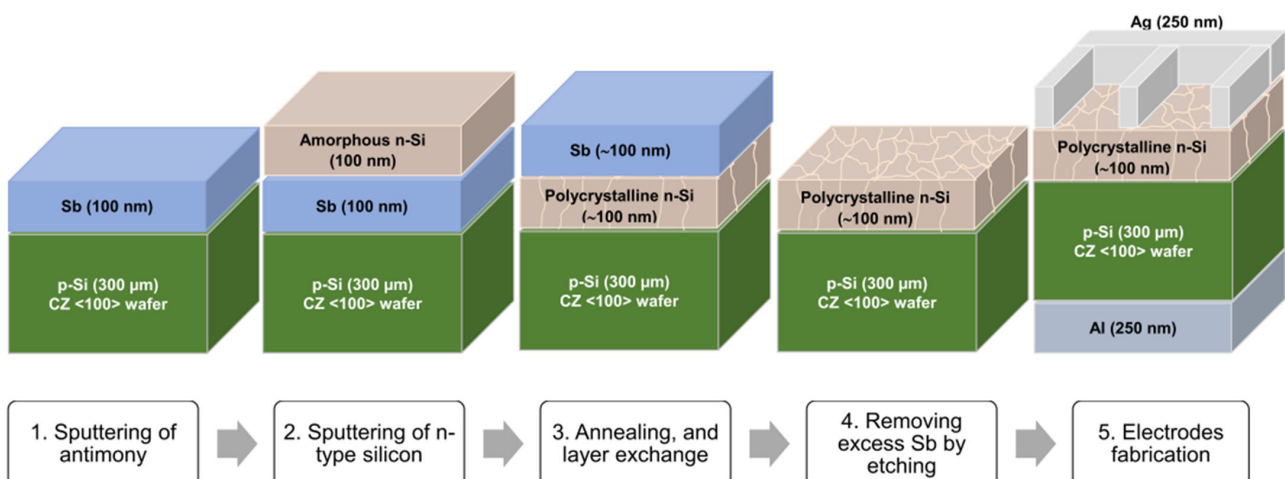 Sb (100 nm)
p-Si (300 µm)
CZ <100> wafer
Amorphous n-Si
(100 nm)
Sb (100 nm)
p-Si (300 µm)
CZ <100> wafer
Sb (~100 nm)
Polycrystalline n-Si
(~100 nm)
p-Si (300 µm)
CZ <100> wafer
Polycrystalline n-Si
(~100 nm)
p-Si (300 µm)
CZ <100> wafer
Ag (250 nm)
Polycrystalline n-Si
(~100 nm)
p-Si (300 µm)
CZ <100> wafer
Al (250 nm)
1. Sputtering of
antimony
2. Sputtering of n-
type silicon
3. Annealing, and
layer exchange
4. Removing
excess Sb by
etching
5. Electrodes
fabrication